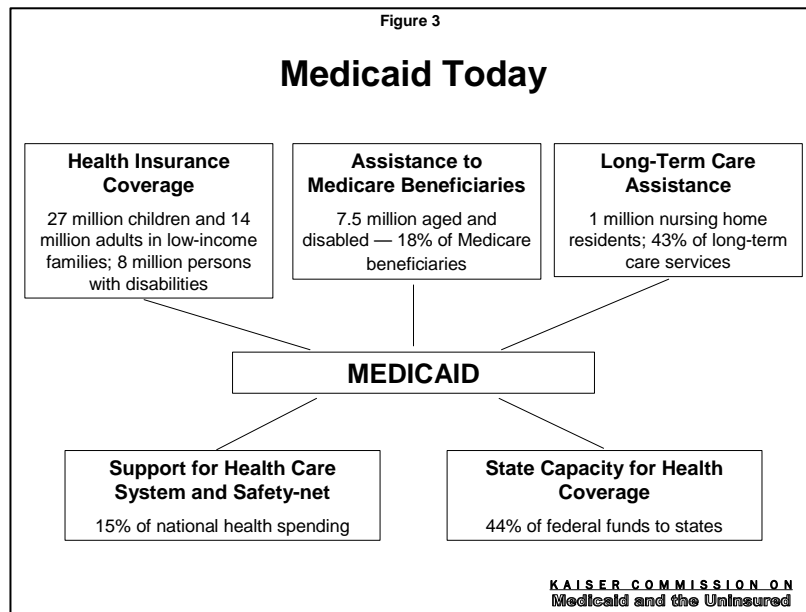 Figure 3
Medicaid Today
Health Insurance
Coverage
27 million children and 14
million adults in low-income
families; 8 million persons
with disabilities
Assistance to
Medicare Beneficiaries
7.5 million aged and
disabled — 18% of Medicare
beneficiaries
Long-Term Care
Assistance
1 million nursing home
residents; 43% of long-term
care services
MEDICAID
Support for Health Care
System and Safety-net
15% of national health spending
State Capacity for Health
Coverage
44% of federal funds to states
KAISER COMMISSION ON
Medicaid and the Uninsured